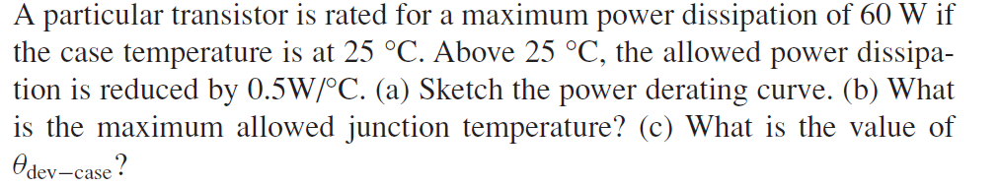 A particular transistor is rated for a maximum power dissipation of 60 W if
the case temperature is at 25 °C. Above 25 °C, the allowed power dissipa-
tion is reduced by 0.5W/°C. (a) Sketch the power derating curve. (b) What
is the maximum allowed junction temperature? (c) What is the value of
θdev–case?